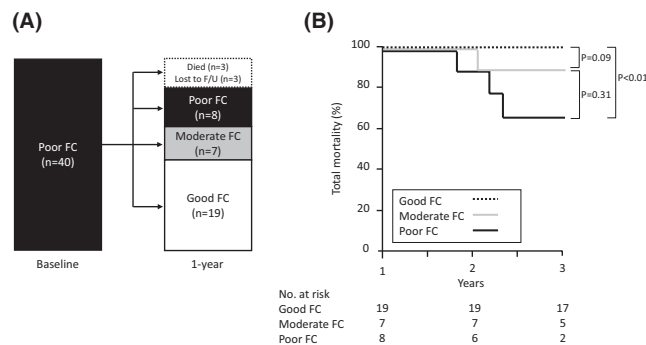 (A)
Died (n=3)
Lost to F/U (n=3)
Poor FC
(n=8)
Moderate FC
(n=7)
Good FC
(n=19)
Poor FC
(n=40)
Baseline
1-year
(B)
Total mortality (%)
100
80
60
40
20
0
P=0.09
P=0.31
P<0.01
Good FC
Moderate FC
Poor FC
1
2
3
Years
No. at risk
Good FC 19 19 17
Moderate FC 7 7 5
Poor FC 8 6 2